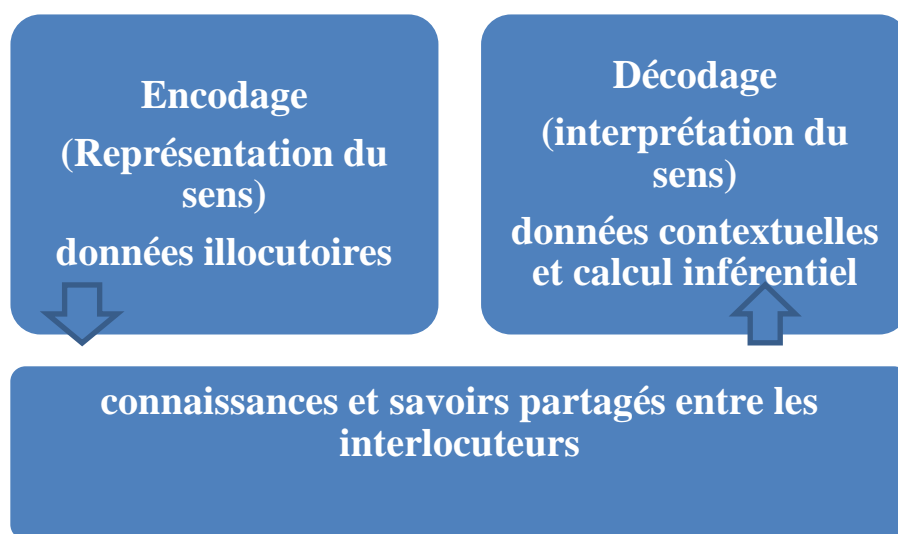 Encodage
(Représentation du
sens)
données illocutoires
Décodage
(interprétation du
sens)
données contextuelles
et calcul inférentiel
connaissances et savoirs partagés entre les
interlocuteurs